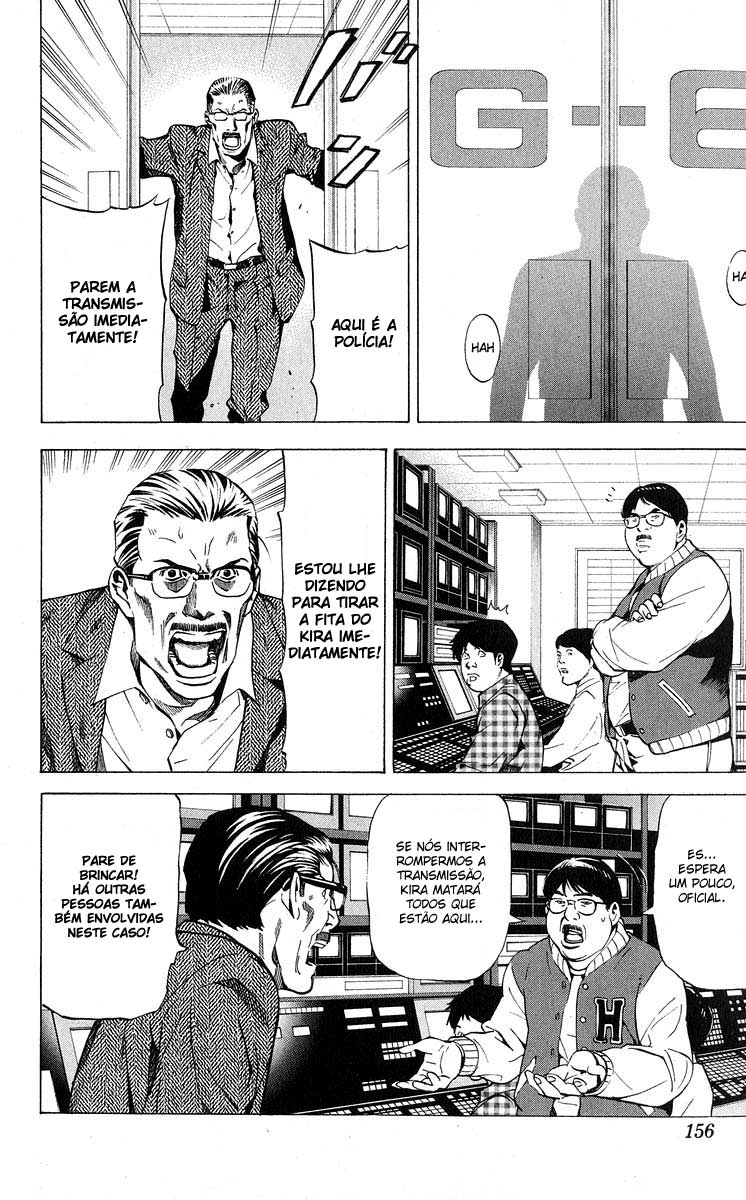 G--E
HA
HAH
AQUI É A
POLÍCIA!
PAREM A
TRANSMIS-
SÃO IMEDIA-
TAMENTE!
ESTOU LHE
DIZENDO
PARA TIRAR
A FITA DO
KIRA IME-
DIATAMENTE!
ES...
ESPERA
UM POUCO,
OFICIAL.
SE NÓS INTER-
ROMPERMOS A
TRANSMISSÃO,
KIRA MATARÁ
TODOS QUE
ESTÃO AQUI...
H
PARE DE
BRINCAR!
HÁ OUTRAS
PESSOAS TAM-
BÉM ENVOLVIDAS
NESTE CASO!
156